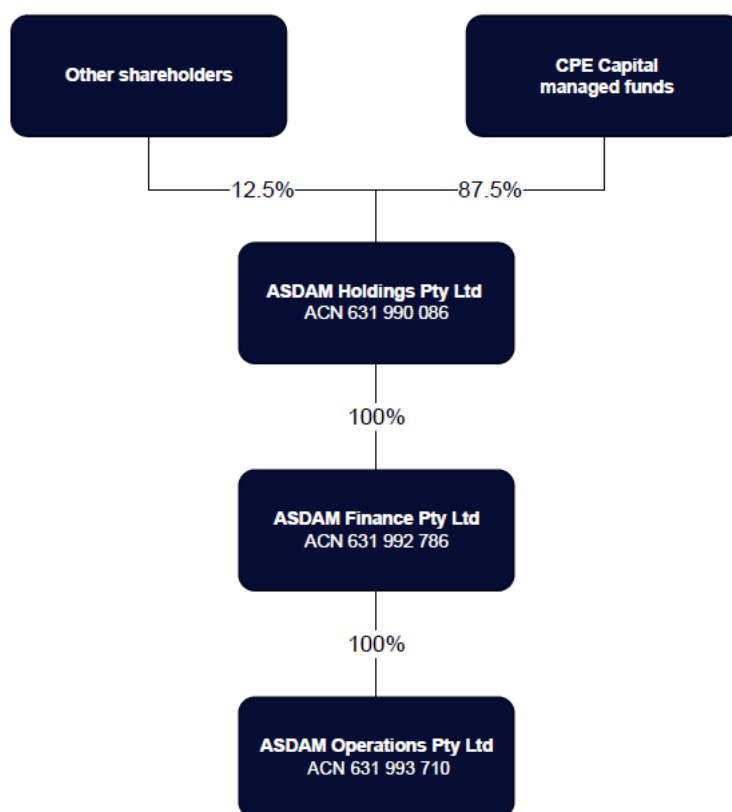 Other shareholders
CPE Capital
managed funds
12.5%
87.5%
ASDAM Holdings Pty Ltd
ACN 631 990 086
100%
ASDAM Finance Pty Ltd
ACN 631 992 786
100%
ASDAM Operations Pty Ltd
ACN 631 993 710